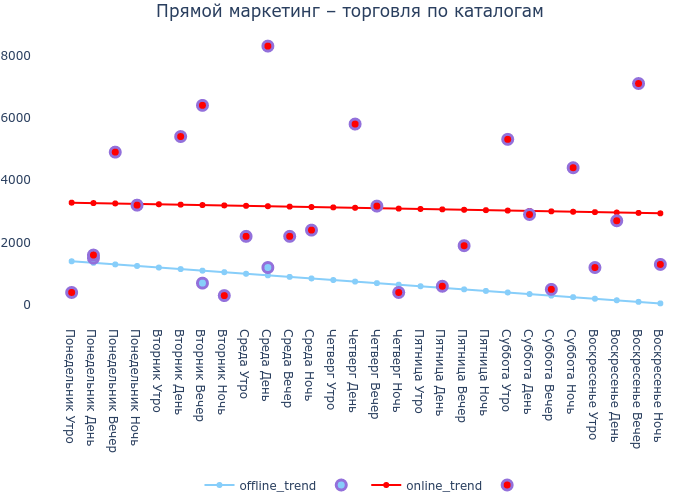 Прямой маркетинг – торговля по каталогам
8000
6000
4000
2000
0
Понедельник Утро
Понедельник День
Понедельник Вечер
Понедельник Ночь
Вторник Утро
Вторник День
Вторник Вечер
Вторник Ночь
Среда Утро
Среда День
Среда Вечер
Среда Ночь
Четверг Утро
Четверг День
Четверг Вечер
Четверг Ночь
Пятница Утро
Пятница День
Пятница Вечер
Пятница Ночь
Суббота Утро
Суббота День
Суббота Вечер
Суббота Ночь
Воскресенье Утро
Воскресенье День
Воскресенье Вечер
Воскресенье Ночь
offline_trend
online_trend